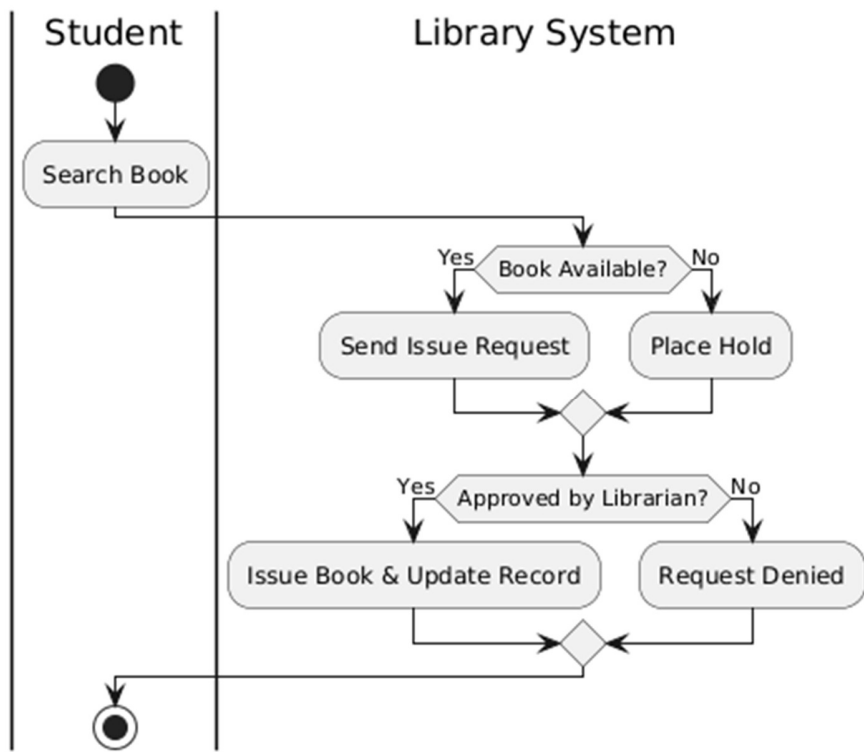 Student
Library System
Search Book
Yes
Book Available?
No
Send Issue Request
Place Hold
Yes
Approved by Librarian?
No
Issue Book & Update Record
Request Denied